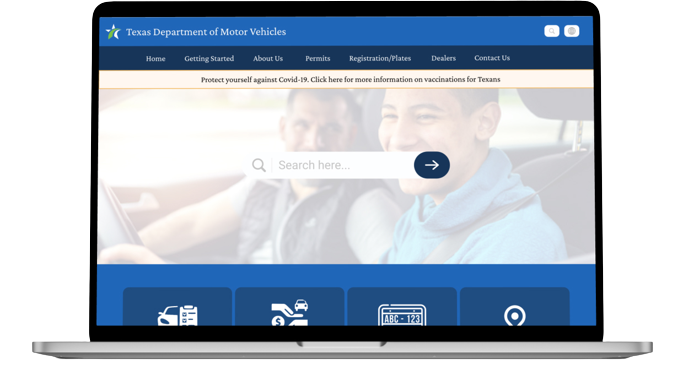 Texas Department of Motor Vehicles
Home Getting Started About Us Permits Registration/Plates Dealers Contact Us
Protect yourself against Covid-19. Click here for more information on vaccinations for Texans
Search here...
ABC - 123